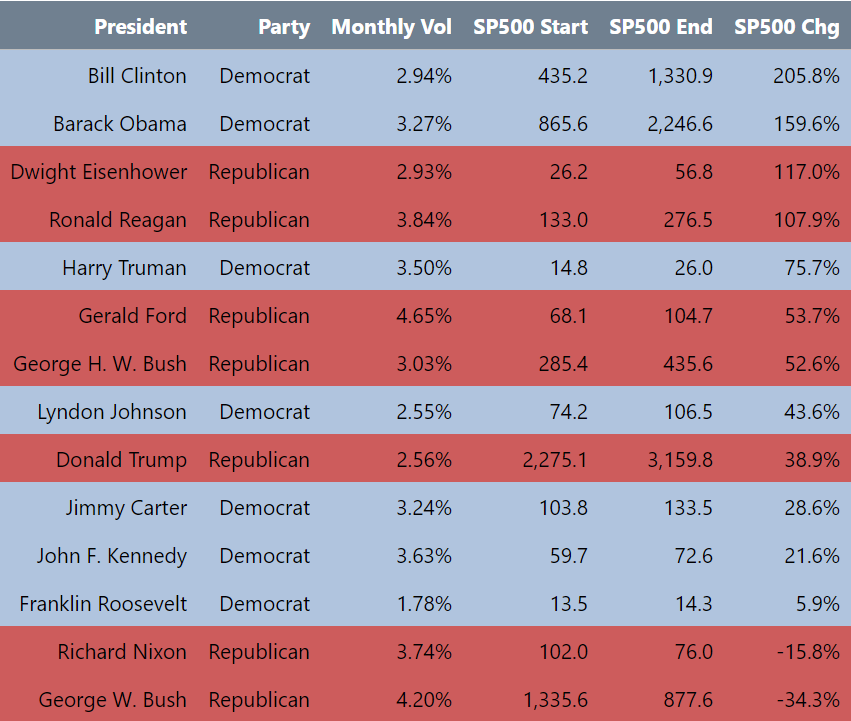 President Party Monthly Vol SP500 Start SP500 End SP500 Chg
Bill Clinton Democrat 2.94% 435.2 1,330.9 205.8%
Barack Obama Democrat 3.27% 865.6 2,246.6 159.6%
Dwight Eisenhower Republican 2.93% 26.2 56.8 117.0%
Ronald Reagan Republican 3.84% 133.0 276.5 107.9%
Harry Truman Democrat 3.50% 14.8 26.0 75.7%
Gerald Ford Republican 4.65% 68.1 104.7 53.7%
George H. W. Bush Republican 3.03% 285.4 435.6 52.6%
Lyndon Johnson Democrat 2.55% 74.2 106.5 43.6%
Donald Trump Republican 2.56% 2,275.1 3,159.8 38.9%
Jimmy Carter Democrat 3.24% 103.8 133.5 28.6%
John F. Kennedy Democrat 3.63% 59.7 72.6 21.6%
Franklin Roosevelt Democrat 1.78% 13.5 14.3 5.9%
Richard Nixon Republican 3.74% 102.0 76.0 -15.8%
George W. Bush Republican 4.20% 1,335.6 877.6 -34.3%